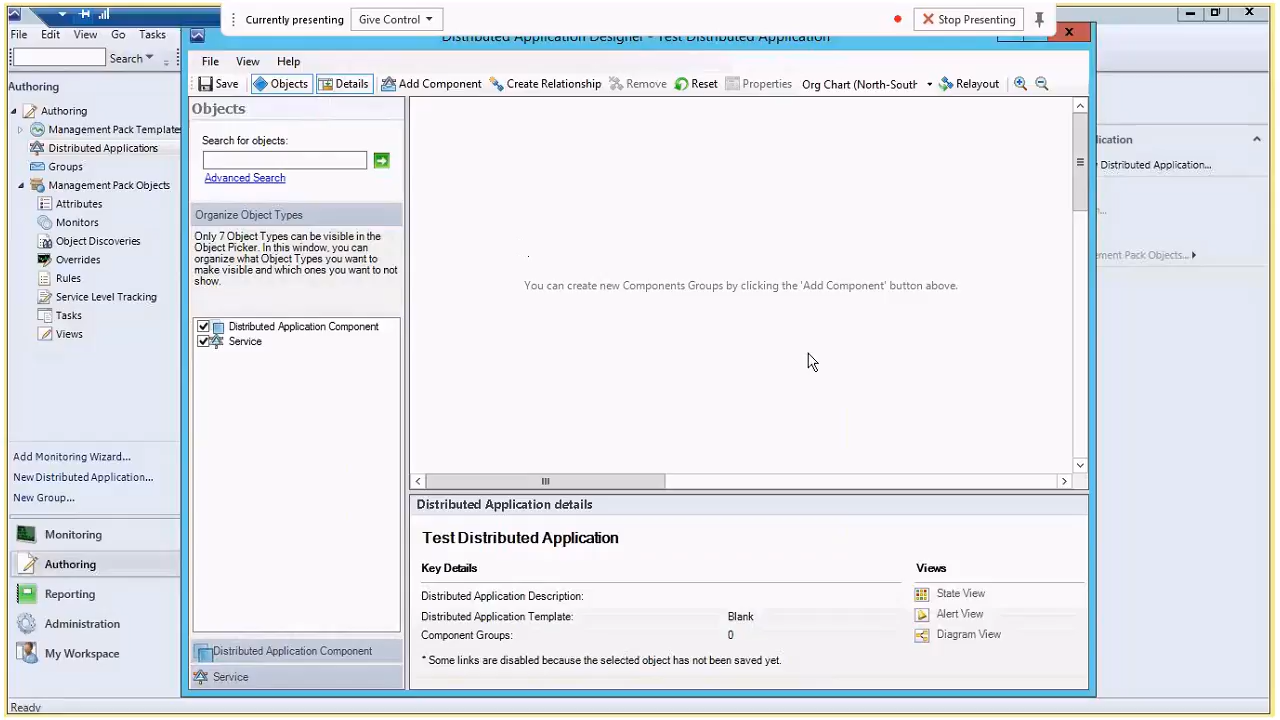 Currently presenting
Give Control
Stop Presenting
File Edit View Go Tasks
Search
Authoring
Authoring
Management Pack Template
Distributed Applications
Groups
Management Pack Objects
Attributes
Monitors
Object Discoveries
Overrides
Rules
Service Level Tracking
Tasks
Views
Add Monitoring Wizard...
New Distributed Application...
New Group...
Monitoring
Authoring
Reporting
Administration
My Workspace
Ready
Distributed Application Designer - Test Distributed Application
File View Help
Save Objects Details Add Component Create Relationship Remove Reset Properties Org Chart (North-South Relayout
Objects
Search for objects:
Advanced Search
Organize Object Types
Only 7 Object Types can be visible in the
Object Picker. In this window, you can
organize what Object Types you want to
make visible and which ones you want to not
show.
Distributed Application Component
Service
Distributed Application Component
Service
You can create new Components Groups by clicking the 'Add Component' button above.
Distributed Application details
Test Distributed Application
Key Details
Distributed Application Description:
Distributed Application Template: Blank
Component Groups: 0
* Some links are disabled because the selected object has not been saved yet.
Views
State View
Alert View
Diagram View
lication
Distributed Application...
ment Pack Objects...